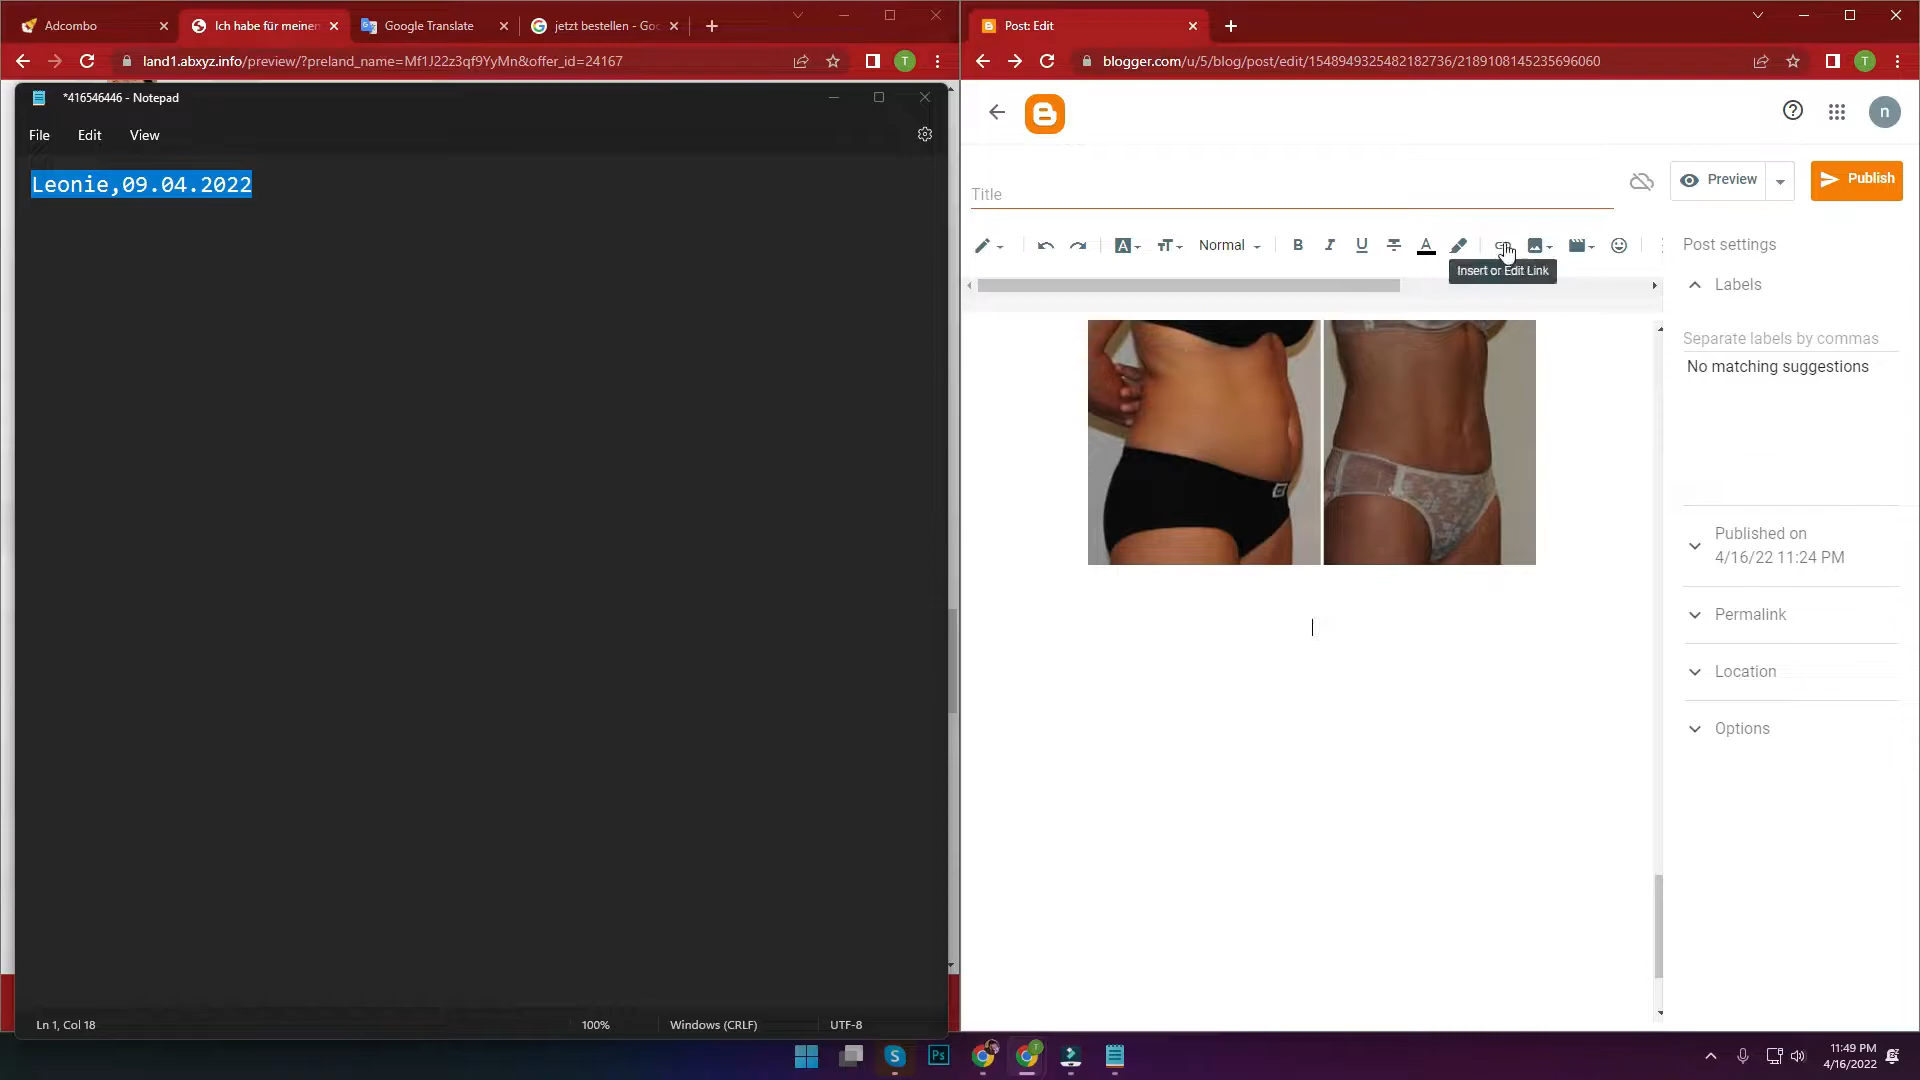 Adcombo
Ich habe für meinen
Google Translate
jetzt bestellen - Goo
land1.abxyz.info/preview/?preland_name=Mf1J22z3qf9YyMn&offer_id=24167
T
*416546446 - Notepad
File
Edit
View
Leonie,09.04.2022
Ln 1, Col 18
100%
Windows (CRLF)
UTF-8
Post: Edit
blogger.com/u/5/blog/post/edit/1548949325482182736/2189108145235696060
T
n
Title
Preview
Publish
Normal
Insert or Edit Link
Post settings
Labels
Separate labels by commas
No matching suggestions
Published on
4/16/22 11:24 PM
Permalink
Location
Options
11:49 PM
4/16/2022